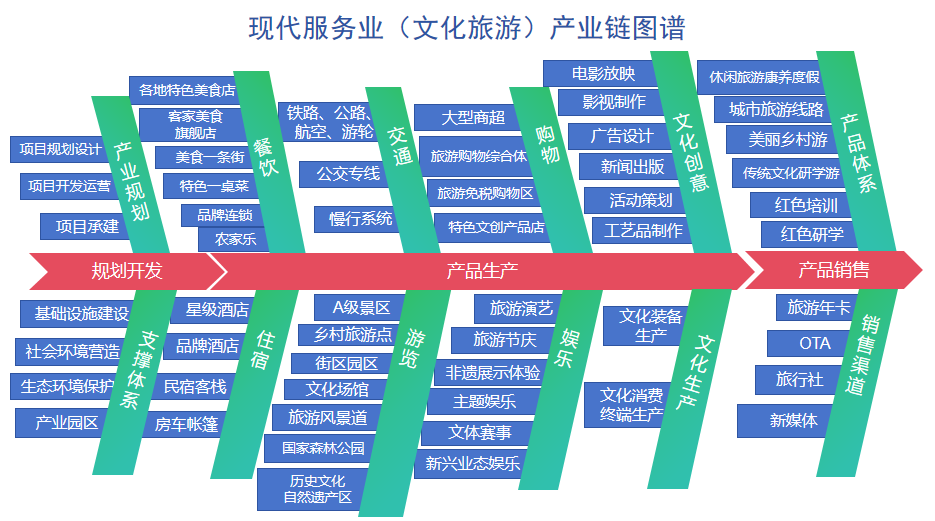 现代服务业（文化旅游）产业链图谱
产业规划
项目规划设计
项目开发运营
项目承建
餐饮
各地特色美食店
客家美食
旗舰店
美食一条街
特色一桌菜
品牌连锁
农家乐
交通
铁路、公路、
航空、游轮
公交专线
慢行系统
购物
大型商超
旅游购物综合体
旅游免税购物区
特色文创产品店
文化创意
电影放映
影视制作
广告设计
新闻出版
活动策划
工艺品制作
产品体系
休闲旅游康养度假
城市旅游线路
美丽乡村游
传统文化研学游
红色培训
红色研学
规划开发
产品生产
产品销售
支撑体系
基础设施建设
社会环境营造
生态环境保护
产业园区
住宿
星级酒店
品牌酒店
民宿客栈
房车帐篷
游览
A级景区
乡村旅游点
街区园区
文化场馆
旅游风景道
国家森林公园
历史文化
自然遗产区
娱乐
旅游演艺
旅游节庆
非遗展示体验
主题娱乐
文体赛事
新兴业态娱乐
文化生产
文化装备
生产
文化消费
终端生产
销售渠道
旅游年卡
OTA
旅行社
新媒体